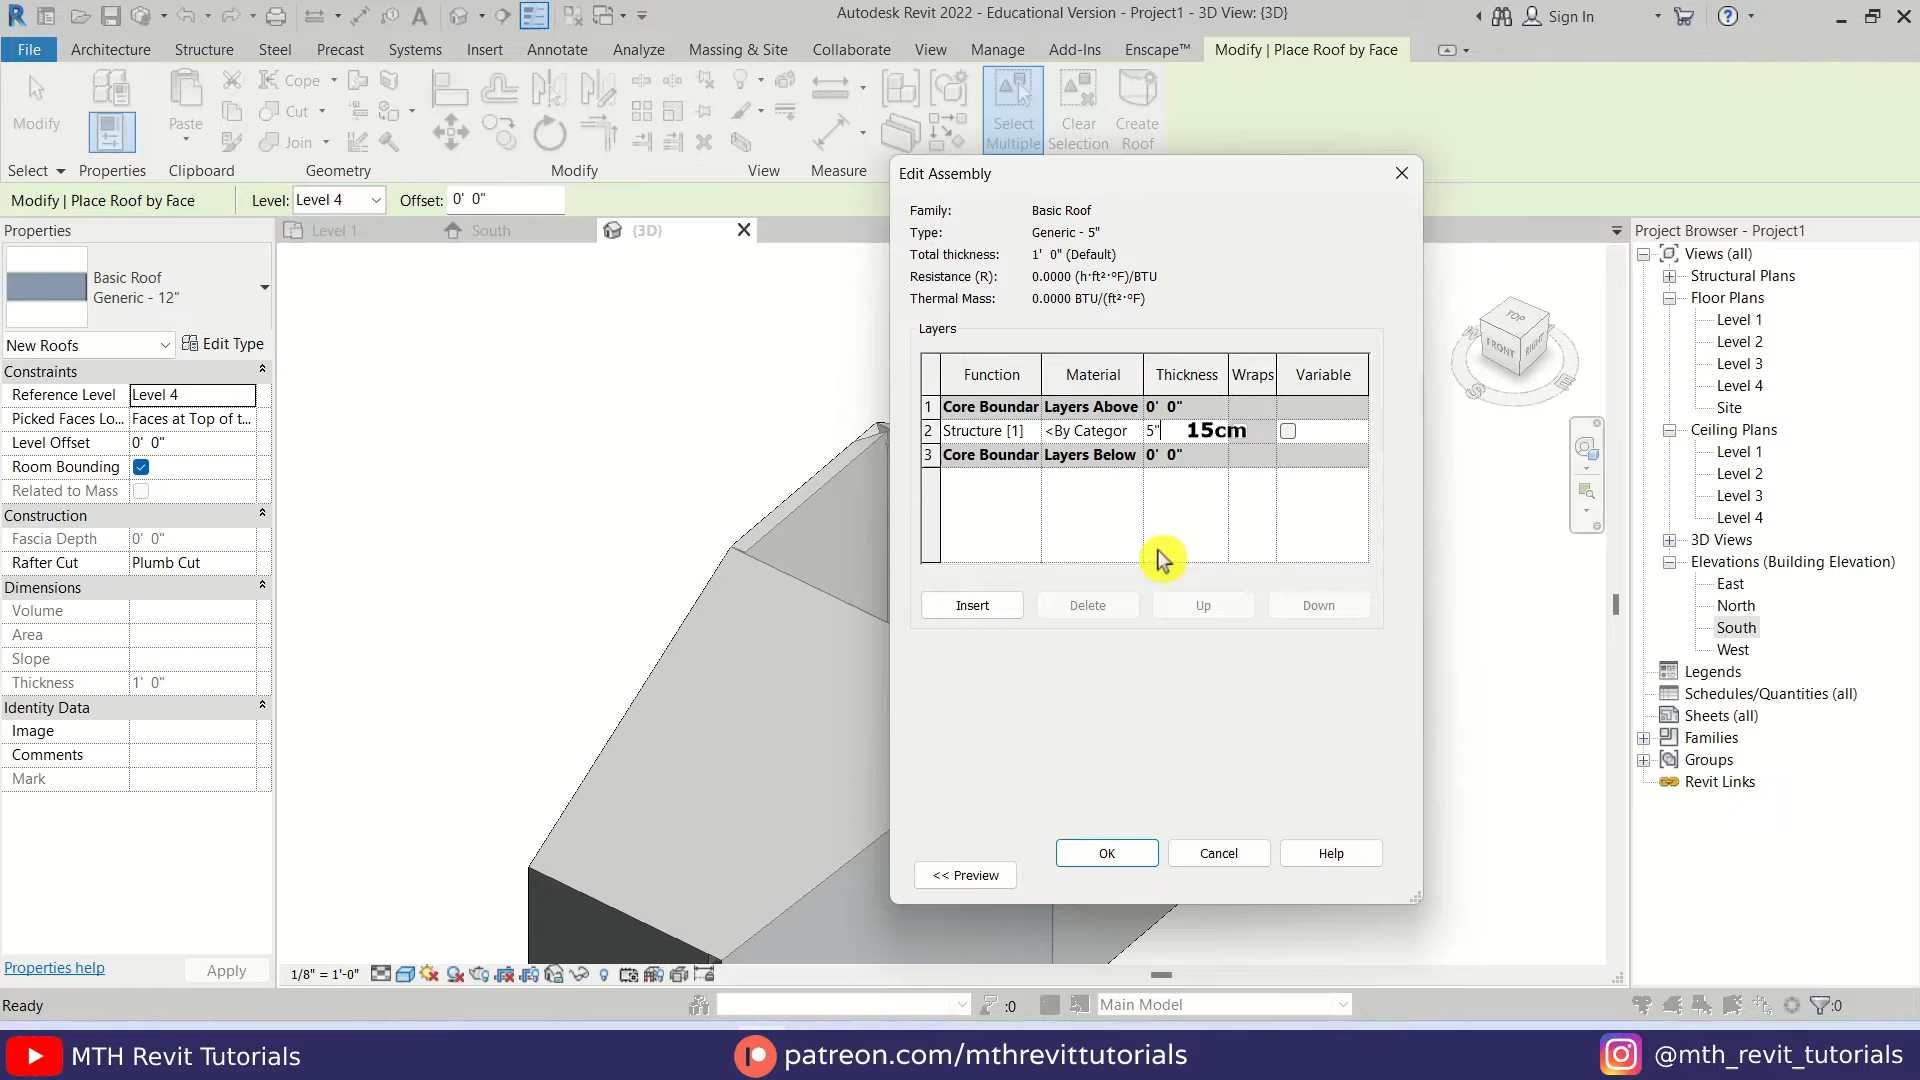 Autodesk Revit 2022 - Educational Version - Project1 - 3D View: {3D}
Sign In
File Architecture Structure Steel Precast Systems Insert Annotate Analyze Massing & Site Collaborate View Manage Add-Ins Enscape™ Modify | Place Roof by Face
Modify
Paste
Cope
Cut
Join
Select Multiple
Clear Selection
Create Roof
Select Properties Clipboard Geometry Modify View Measure
Modify | Place Roof by Face Level: Level 4 Offset: 0' 0"
Properties
Basic Roof
Generic - 12"
New Roofs Edit Type
Constraints
Reference Level Level 4
Picked Faces Lo... Faces at Top of t...
Level Offset 0' 0"
Room Bounding
Related to Mass
Construction
Fascia Depth 0' 0"
Rafter Cut Plumb Cut
Dimensions
Volume
Area
Slope
Thickness 1' 0"
Identity Data
Image
Comments
Mark
Properties help Apply
Level 1 South {3D}
TOP
FRONT
RIGHT
W
S
E
Edit Assembly
Family: Basic Roof
Type: Generic - 5"
Total thickness: 1' 0" (Default)
Resistance (R): 0.0000 (h·ft²·°F)/BTU
Thermal Mass: 0.0000 BTU/(ft²·°F)
Layers
Function Material Thickness Wraps Variable
1 Core Boundar Layers Above 0' 0"
2 Structure [1] <By Categor 5" 15cm
3 Core Boundar Layers Below 0' 0"
Insert Delete Up Down
OK Cancel Help
<< Preview
Project Browser - Project1
Views (all)
Structural Plans
Floor Plans
Level 1
Level 2
Level 3
Level 4
Site
Ceiling Plans
Level 1
Level 2
Level 3
Level 4
3D Views
Elevations (Building Elevation)
East
North
South
West
Legends
Schedules/Quantities (all)
Sheets (all)
Families
Groups
Revit Links
1/8" = 1'-0"
Ready :0 Main Model :0
MTH Revit Tutorials patreon.com/mthrevittutorials @mth_revit_tutorials